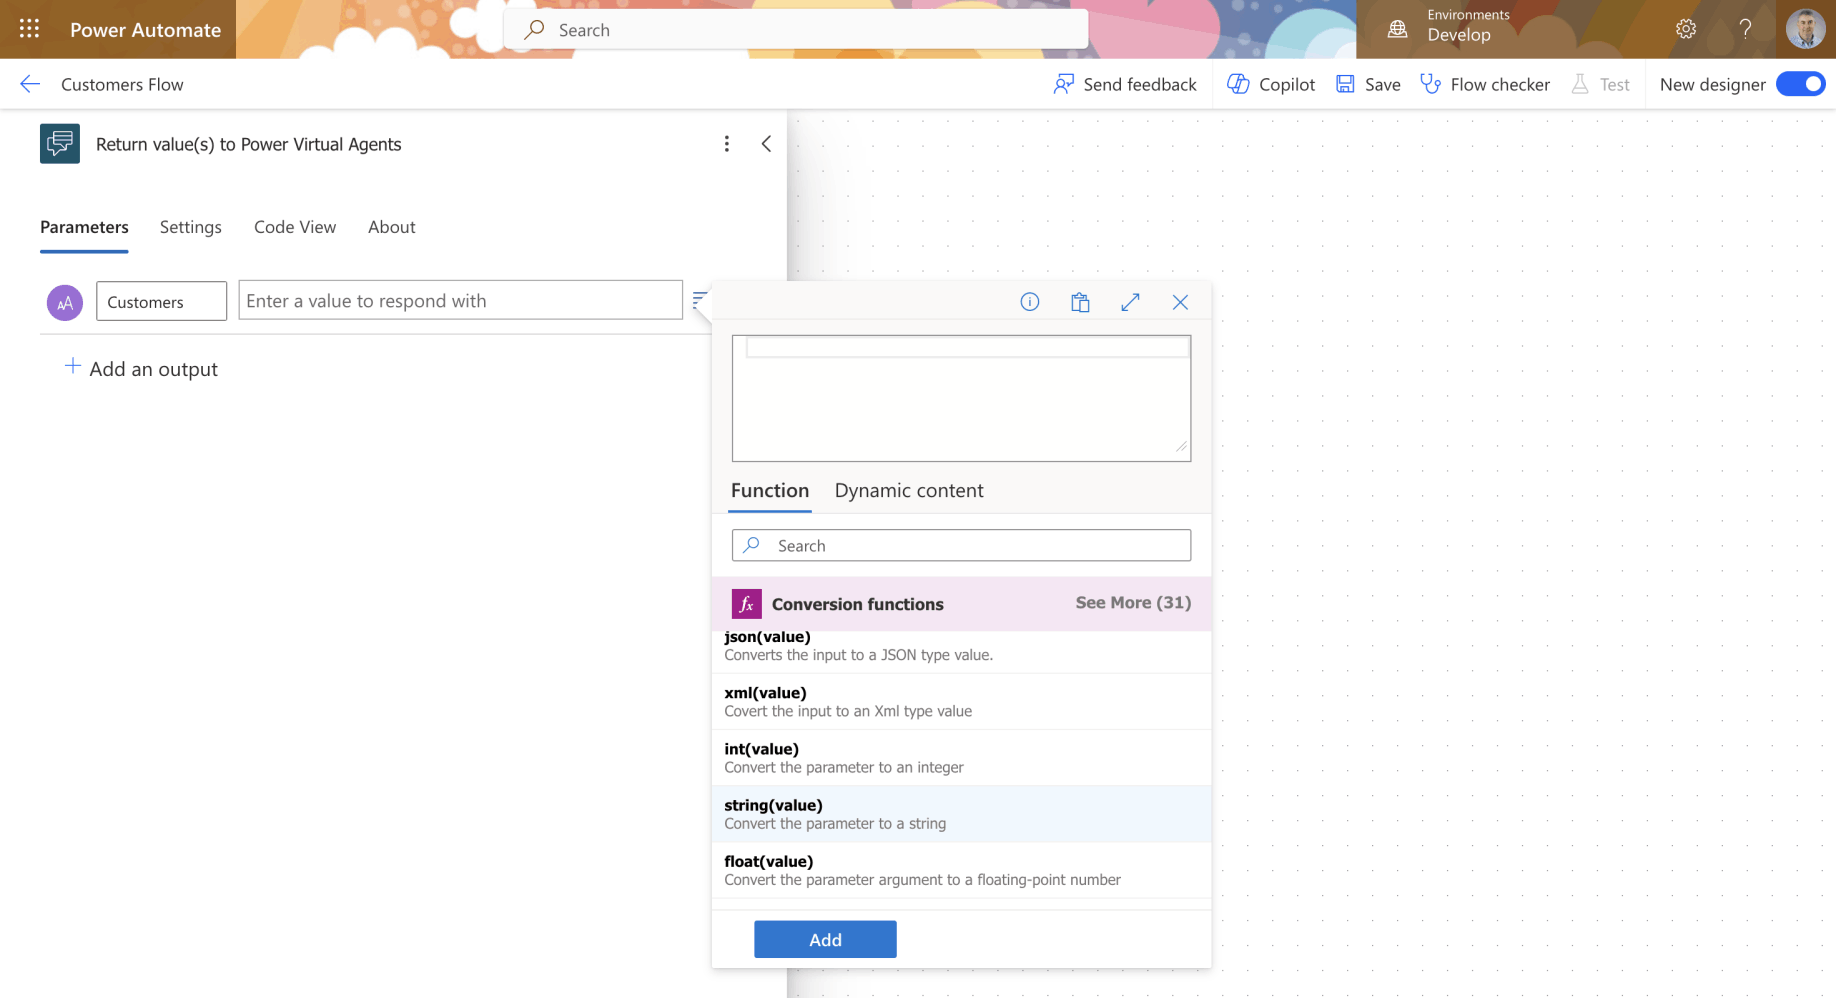 Power Automate
Search
Environments
Develop
?
Customers Flow
Send feedback
Copilot
Save
Flow checker
Test
New designer
Return value(s) to Power Virtual Agents
Parameters
Settings
Code View
About
AA
Customers
Enter a value to respond with
+ Add an output
Function
Dynamic content
Search
fx Conversion functions
See More (31)
json(value)
Converts the input to a JSON type value.
xml(value)
Covert the input to an Xml type value
int(value)
Convert the parameter to an integer
string(value)
Convert the parameter to a string
float(value)
Convert the parameter argument to a floating-point number
Add